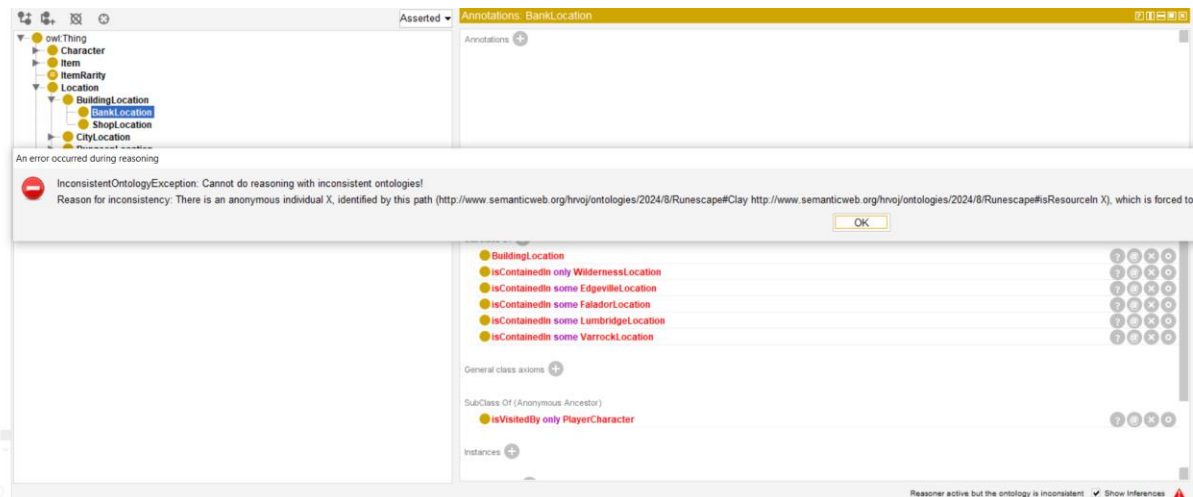 Asserted
Annotations: BankLocation
owl:Thing
Annotations
Character
Item
ItemRarity
Location
BuildingLocation
BankLocation
ShopLocation
CityLocation
An error occurred during reasoning
InconsistentOntologyException: Cannot do reasoning with inconsistent ontologies!
Reason for inconsistency: There is an anonymous individual X, identified by this path (http://www.semanticweb.org/hrvoj/ontologies/2024/8/Runescape#Clay http://www.semanticweb.org/hrvoj/ontologies/2024/8/Runescape#isResourceIn X), which is forced to
OK
BuildingLocation
isContainedIn only WildernessLocation
isContainedIn some EdgevilleLocation
isContainedIn some FaladorLocation
isContainedIn some LumbridgeLocation
isContainedIn some VarrockLocation
General class axioms
SubClass Of (Anonymous Ancestor)
isVisitedBy only PlayerCharacter
Instances
Reasoner active but the ontology is inconsistent Show Inferences